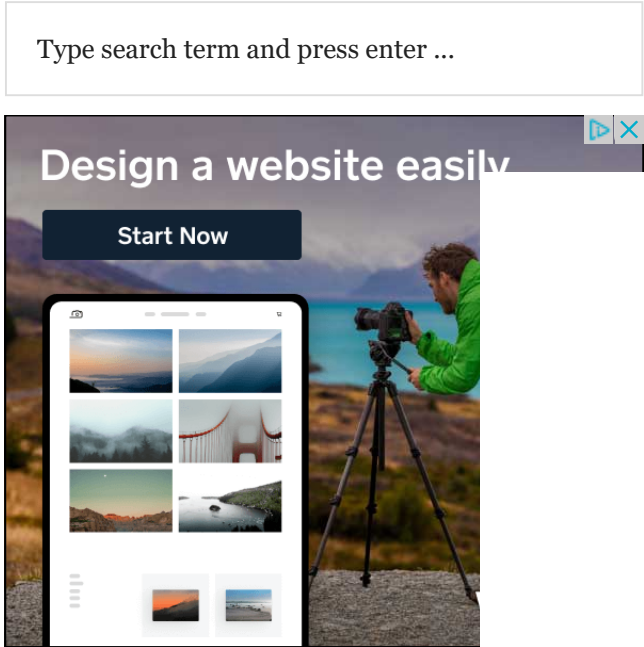 Type search term and press enter ...
Design a website easily
Start Now